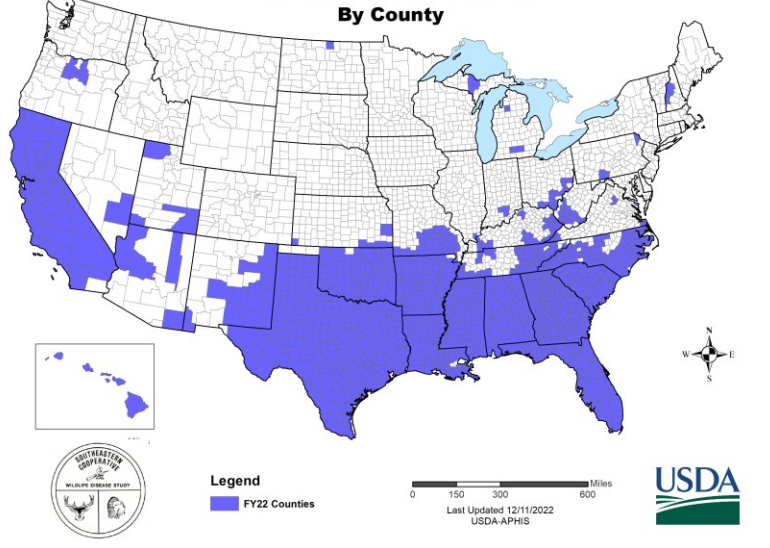 By County
N
W
E
S
SOUTHEASTERN
COOPERATIVE
WILDLIFE DISEASE STUDY
Legend
FY22 Counties
Miles
0 150 300 600
Last Updated 12/11/2022
USDA-APHIS
USDA